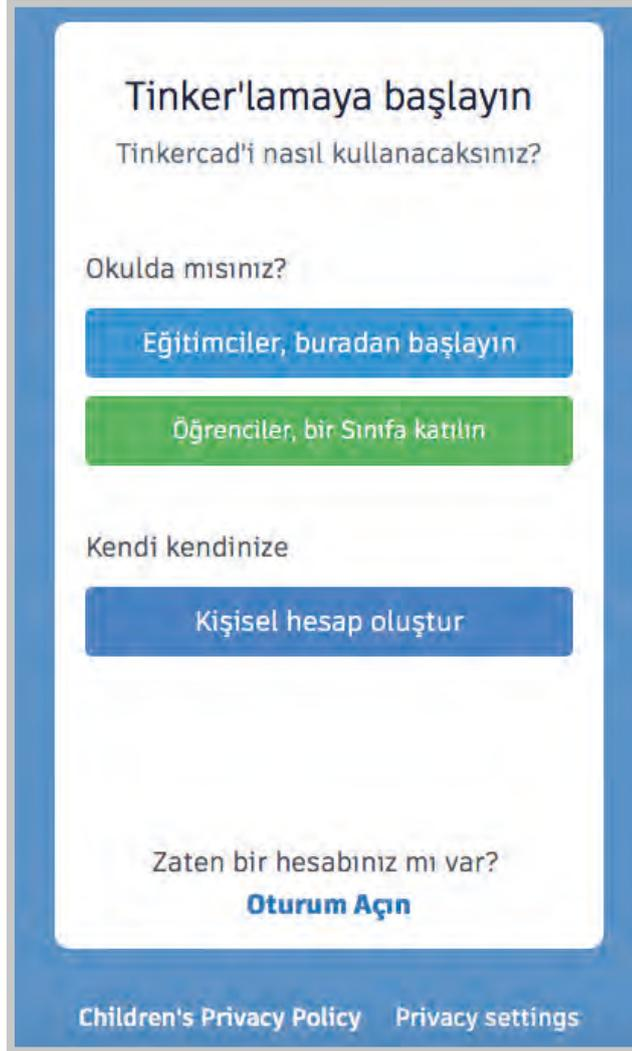 Tinker'lamaya başlayın
Tinkercad'i nasıl kullanacaksınız?
Okulda mısınız?
Eğitimciler, buradan başlayın
Öğrenciler, bir Sınıfa katılın
Kendi kendinize
Kişisel hesap oluştur
Zaten bir hesabınız mı var?
Oturum Açın
Children's Privacy Policy Privacy settings